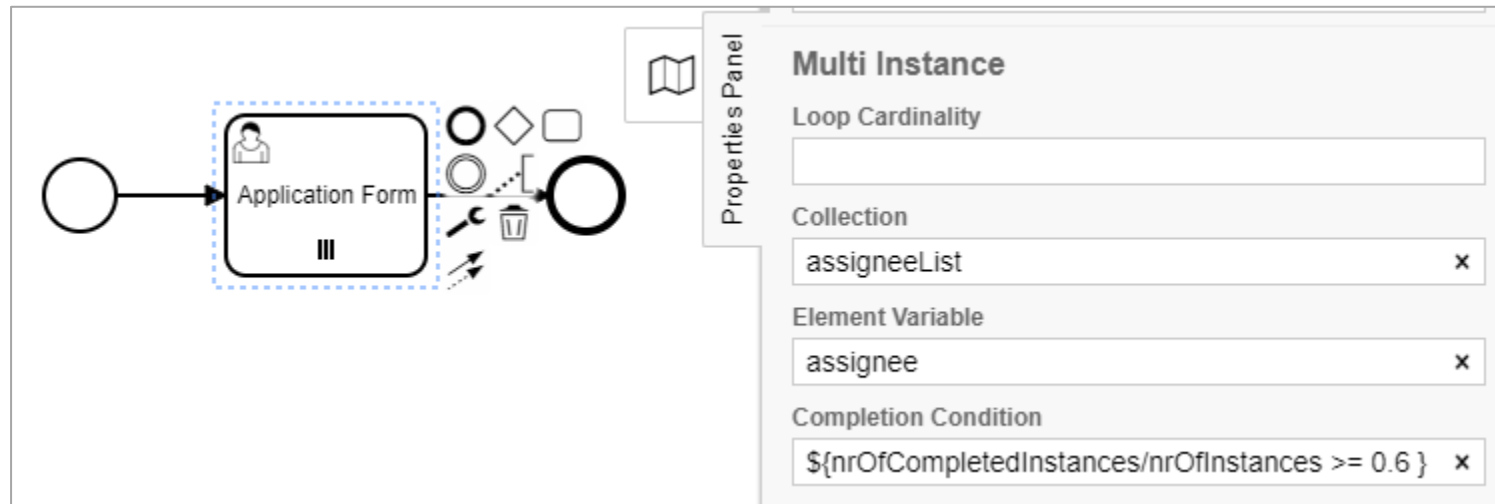 Application Form
Properties Panel
Multi Instance
Loop Cardinality
Collection
assigneeList
Element Variable
assignee
Completion Condition
${nrOfCompletedInstances/nrOfInstances >= 0.6 }